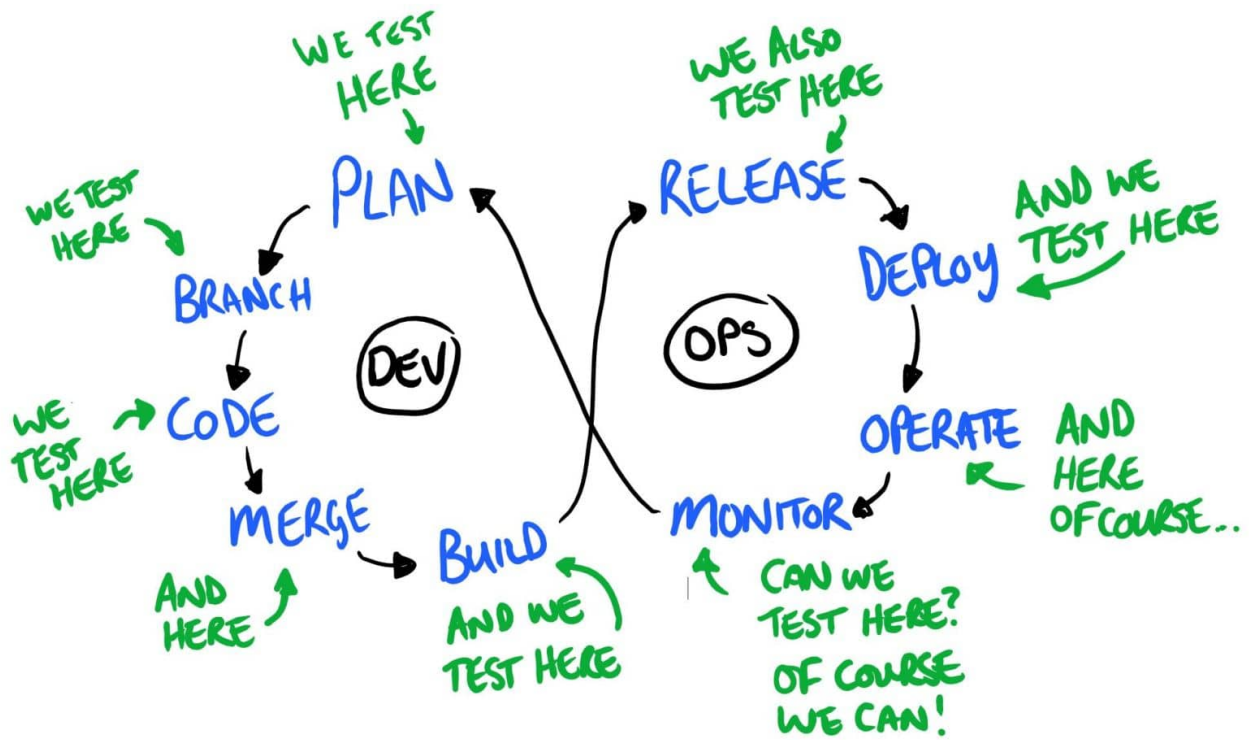 WE TEST
HERE
WE ALSO
TEST HERE
PLAN
RELEASE
WE TEST
HERE
AND WE
TEST HERE
BRANCH
DEPLOY
DEV
OPS
WE
TEST
HERE
CODE
OPERATE
AND
HERE
OF COURSE...
MERGE
MONITOR
BUILD
AND
HERE
AND WE
TEST HERE
CAN WE
TEST HERE?
OF COURSE
WE CAN!